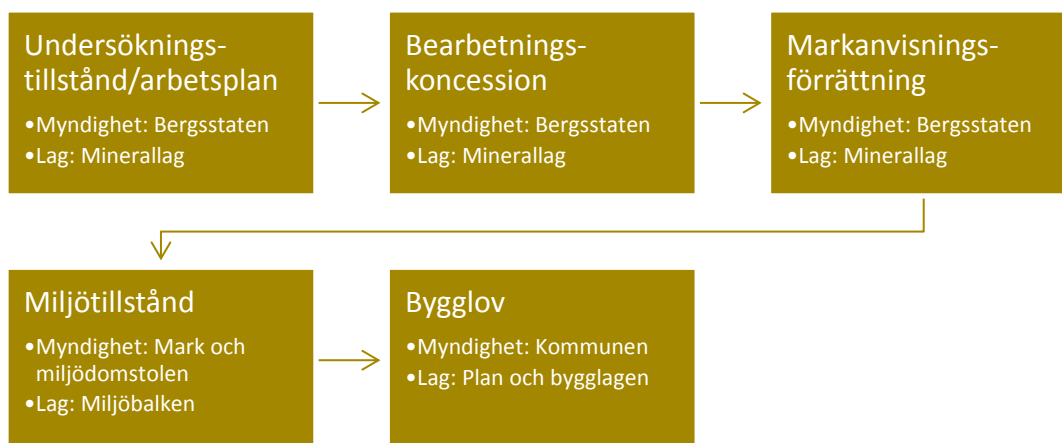 Undersöknings-
tillstånd/arbetsplan
•Myndighet: Bergsstaten
•Lag: Minerallag
Bearbetnings-
koncession
•Myndighet: Bergsstaten
•Lag: Minerallag
Markanvisnings-
förrättning
•Myndighet: Bergsstaten
•Lag: Minerallag
Miljötillstånd
•Myndighet: Mark och
miljödomstolen
•Lag: Miljöbalken
Bygglov
•Myndighet: Kommunen
•Lag: Plan och bygglagen